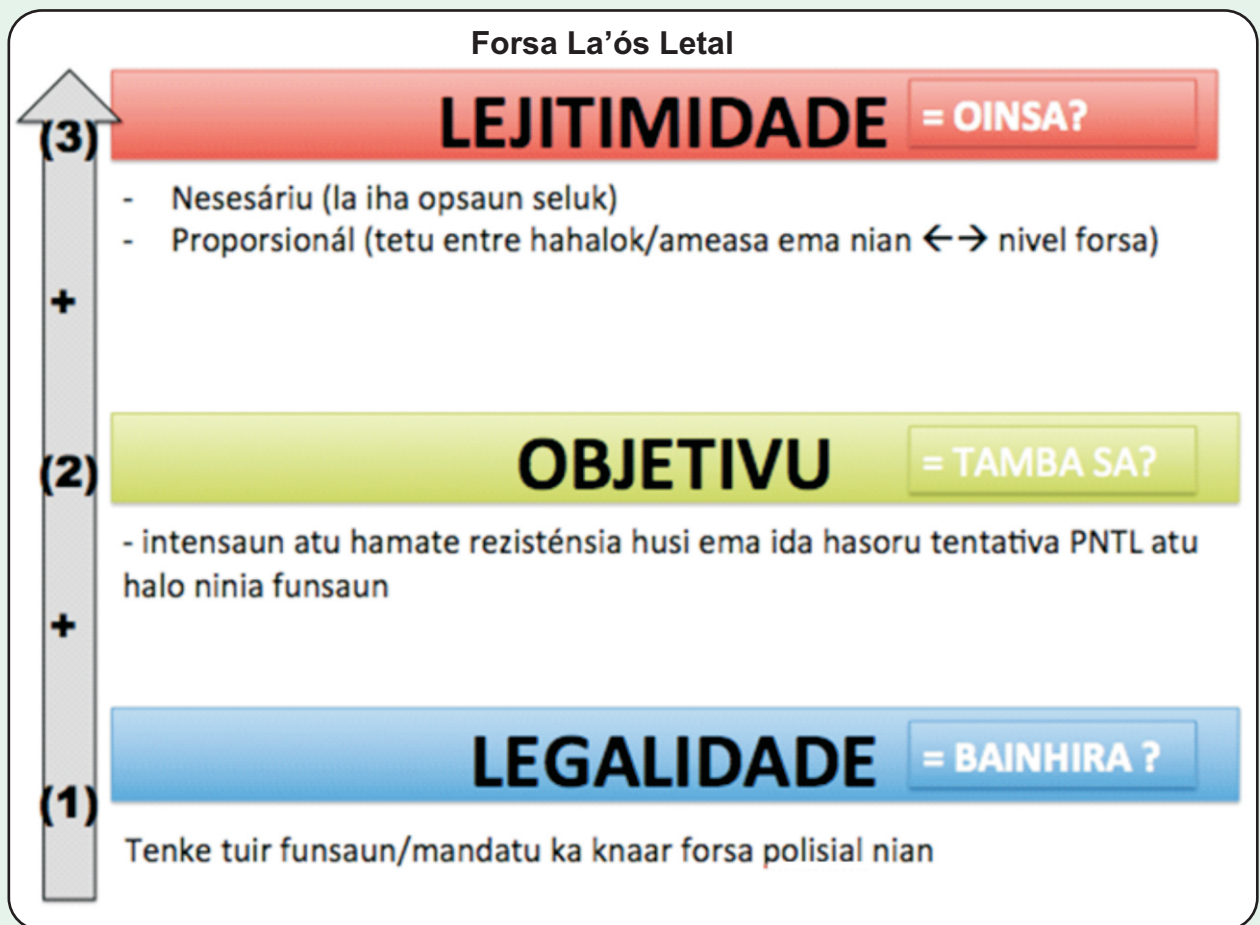 Forsa La’ós Letal
LEJITIMIDADE = OINSA?
(3)
- Nesesáriu (la iha opsaun seluk)
- Proporsionál (tetu entre hahalok/ameasa ema nian ←→ nivel forsa)
+
OBJETIVU = TAMBA SA?
(2)
- intensaun atu hamate rezisténsia husi ema ida hasoru tentativa PNTL atu
halo ninia funsaun
+
LEGALIDADE = BAINHIRA ?
(1)
Tenke tuir funsaun/mandatu ka knaar forsa polisial nian